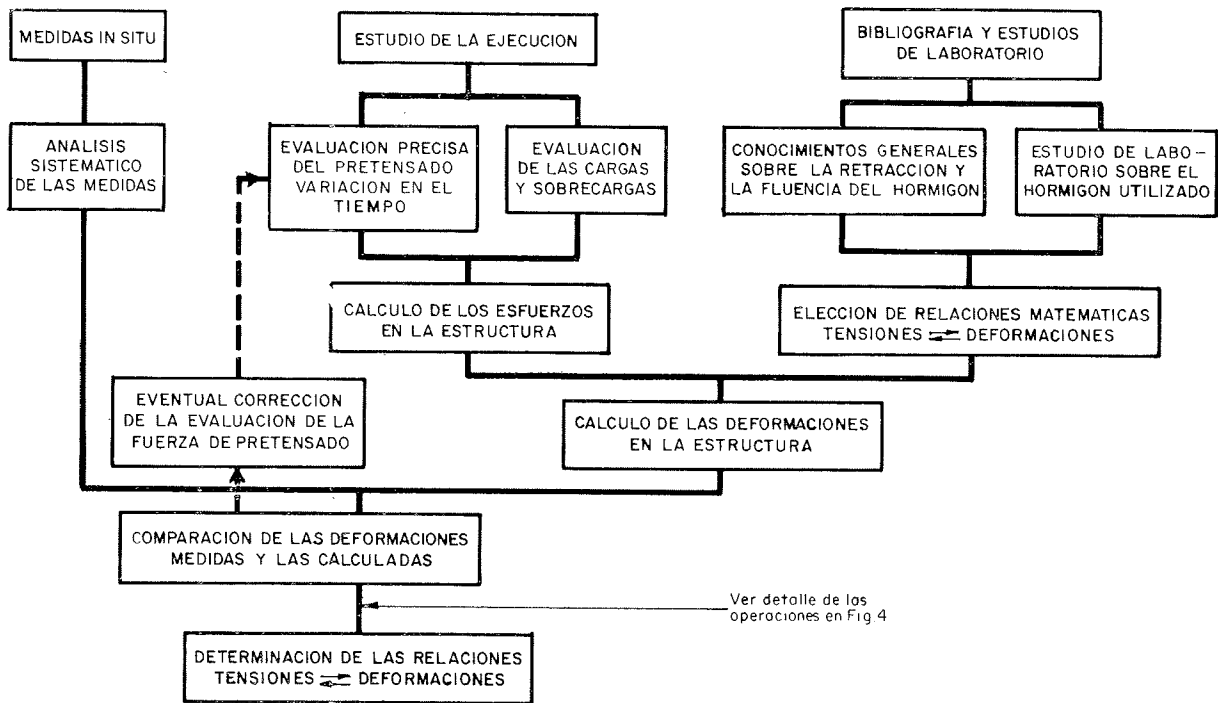 MEDIDAS IN SITU
ESTUDIO DE LA EJECUCION
BIBLIOGRAFIA Y ESTUDIOS
DE LABORATORIO
ANALISIS
SISTEMATICO
DE LAS MEDIDAS
EVALUACION PRECISA
DEL PRETENSADO
VARIACION EN EL
TIEMPO
EVALUACION
DE LAS CARGAS
Y SOBRECARGAS
CONOCIMIENTOS GENERALES
SOBRE LA RETRACCION Y
LA FLUENCIA DEL HORMIGON
ESTUDIO DE LABO-
RATORIO SOBRE EL
HORMIGON UTILIZADO
CALCULO DE LOS ESFUERZOS
EN LA ESTRUCTURA
ELECCION DE RELACIONES MATEMATICAS
TENSIONES ⇌ DEFORMACIONES
EVENTUAL CORRECCION
DE LA EVALUACION DE LA
FUERZA DE PRETENSADO
CALCULO DE LAS DEFORMACIONES
EN LA ESTRUCTURA
COMPARACION DE LAS DEFORMACIONES
MEDIDAS Y LAS CALCULADAS
Ver detalle de las
operaciones en Fig.4
DETERMINACION DE LAS RELACIONES
TENSIONES ⇌ DEFORMACIONES